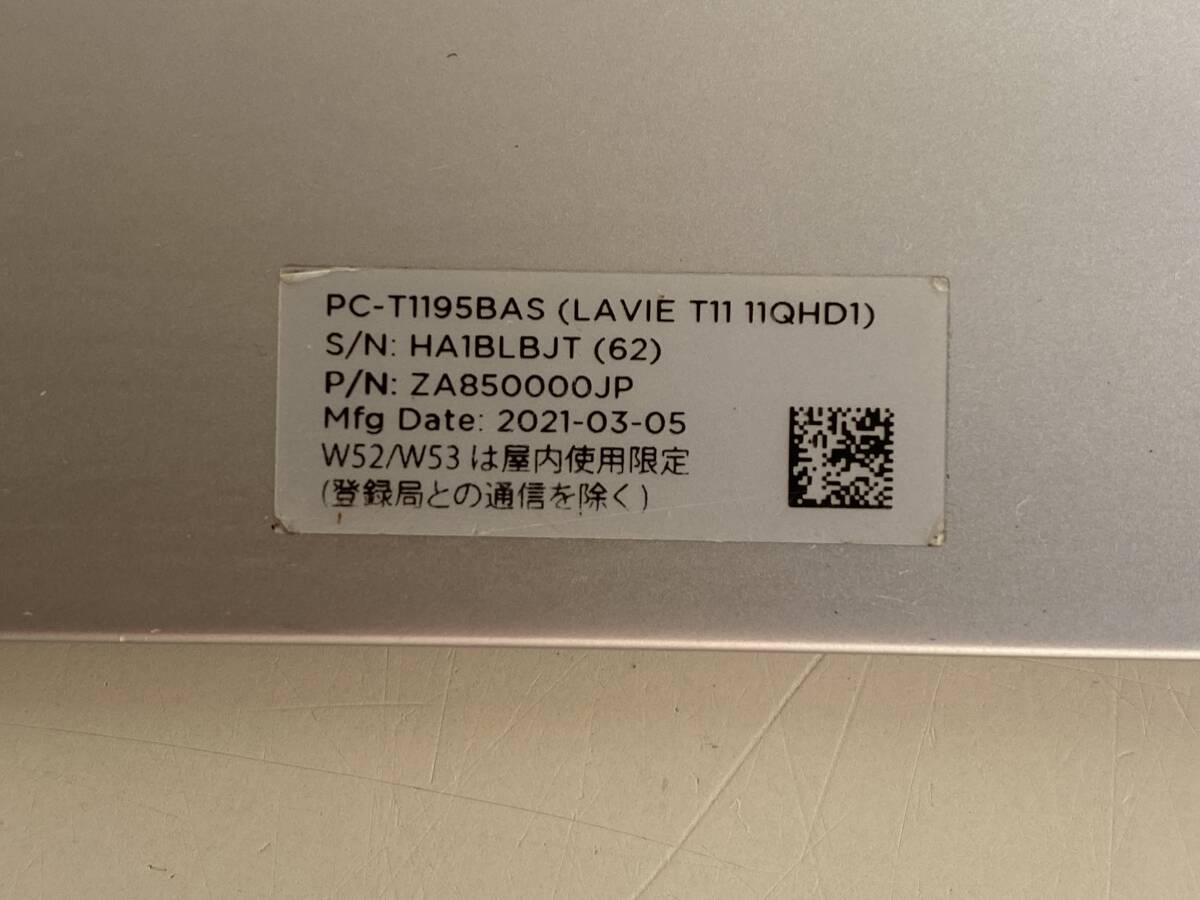 PC-T1195BAS (LAVIE T11 11QHD1)
S/N: HA1BLBJT (62)
P/N: ZA850000JP
Mfg Date: 2021-03-05
W52/W53 は屋内使用限定
(登録局との通信を除く)